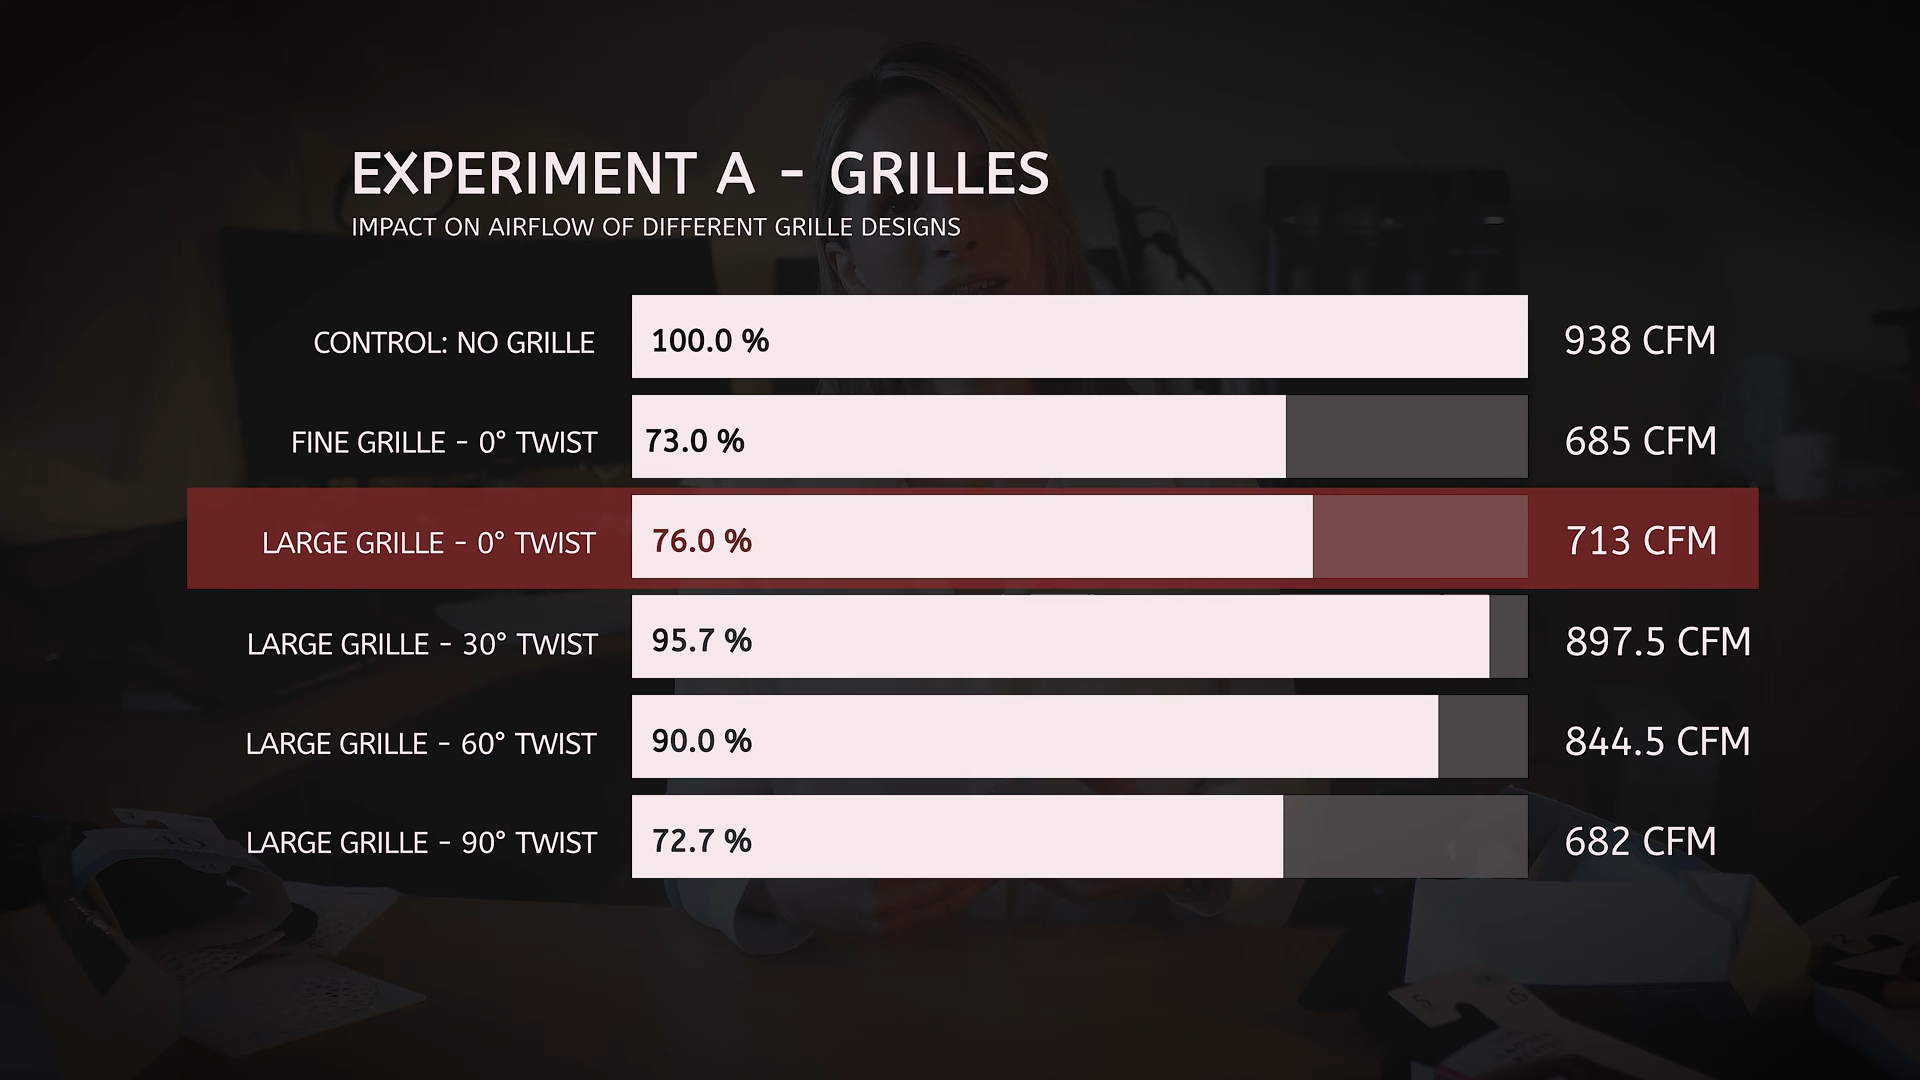 EXPERIMENT A - GRILLES
IMPACT ON AIRFLOW OF DIFFERENT GRILLE DESIGNS
CONTROL: NO GRILLE 100.0 % 938 CFM
FINE GRILLE - 0° TWIST 73.0 % 685 CFM
LARGE GRILLE - 0° TWIST 76.0 % 713 CFM
LARGE GRILLE - 30° TWIST 95.7 % 897.5 CFM
LARGE GRILLE - 60° TWIST 90.0 % 844.5 CFM
LARGE GRILLE - 90° TWIST 72.7 % 682 CFM